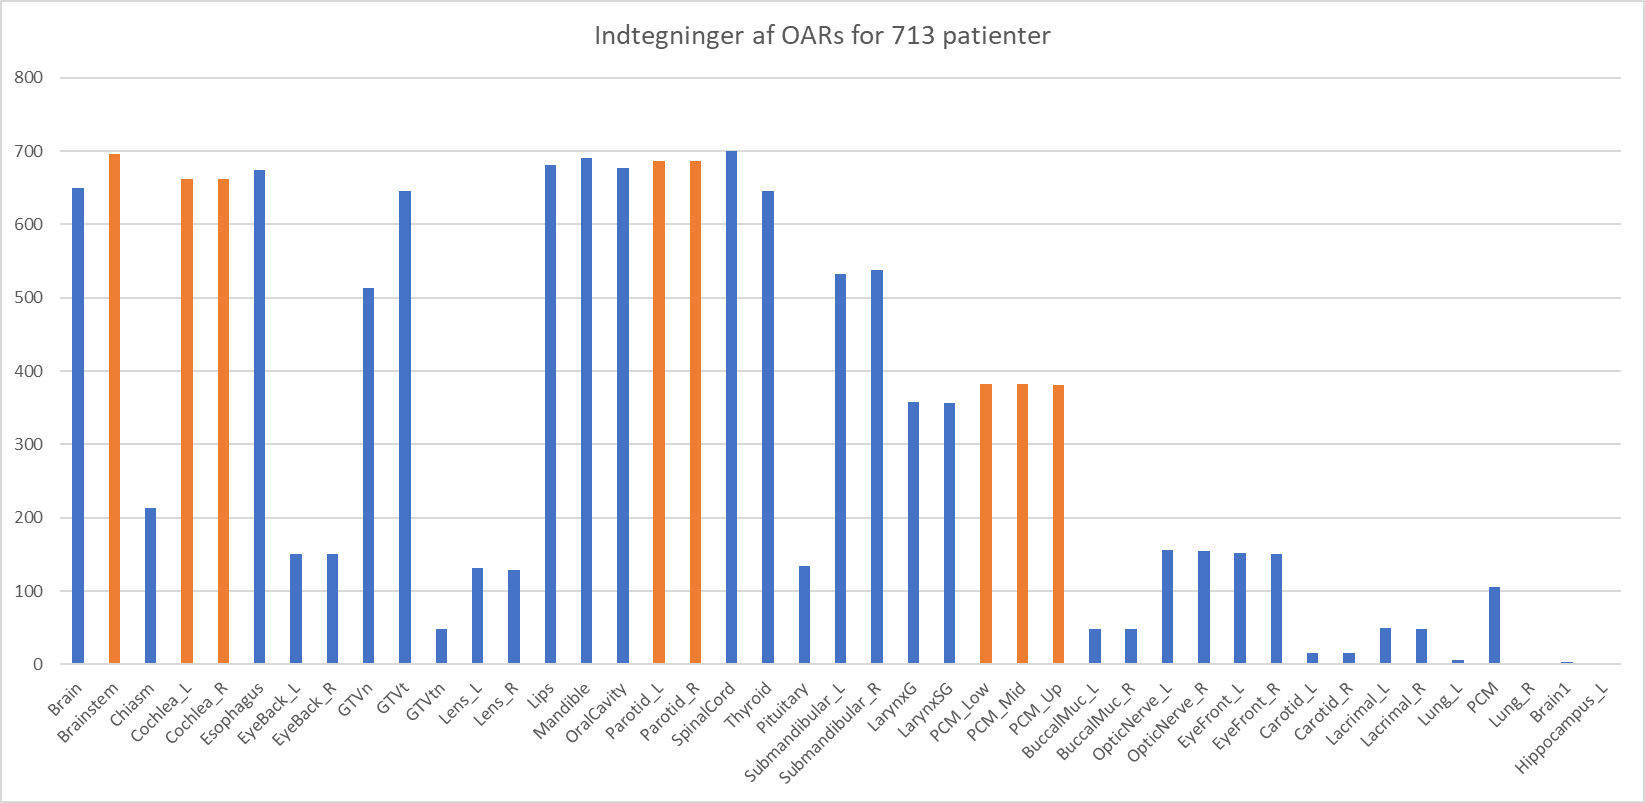 Indtegninger af OARs for 713 patienter
800
700
600
500
400
300
200
100
0
Brain
Brainstem
Chiasm
Cochlea_L
Cochlea_R
Esophagus
EyeBack_L
EyeBack_R
GTVn
GTVt
GTVtn
Lens_L
Lens_R
Lips
Mandible
OralCavity
Parotid_L
Parotid_R
SpinalCord
Thyroid
Pituitary
Submandibular_L
Submandibular_R
LarynxG
LarynxSG
PCM_Low
PCM_Mid
PCM_Up
BuccalMuc_L
BuccalMuc_R
OpticNerve_L
OpticNerve_R
EyeFront_L
EyeFront_R
Carotid_L
Carotid_R
Lacrimal_L
Lacrimal_R
Lung_L
PCM
Lung_R
Brain1
Hippocampus_L